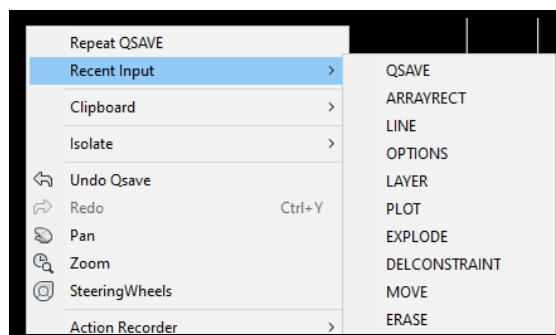 Repeat QSAVE
Recent Input
Clipboard
Isolate
Undo Qsave
Redo Ctrl+Y
Pan
Zoom
SteeringWheels
Action Recorder
QSAVE
ARRAYRECT
LINE
OPTIONS
LAYER
PLOT
EXPLODE
DELCONSTRAINT
MOVE
ERASE